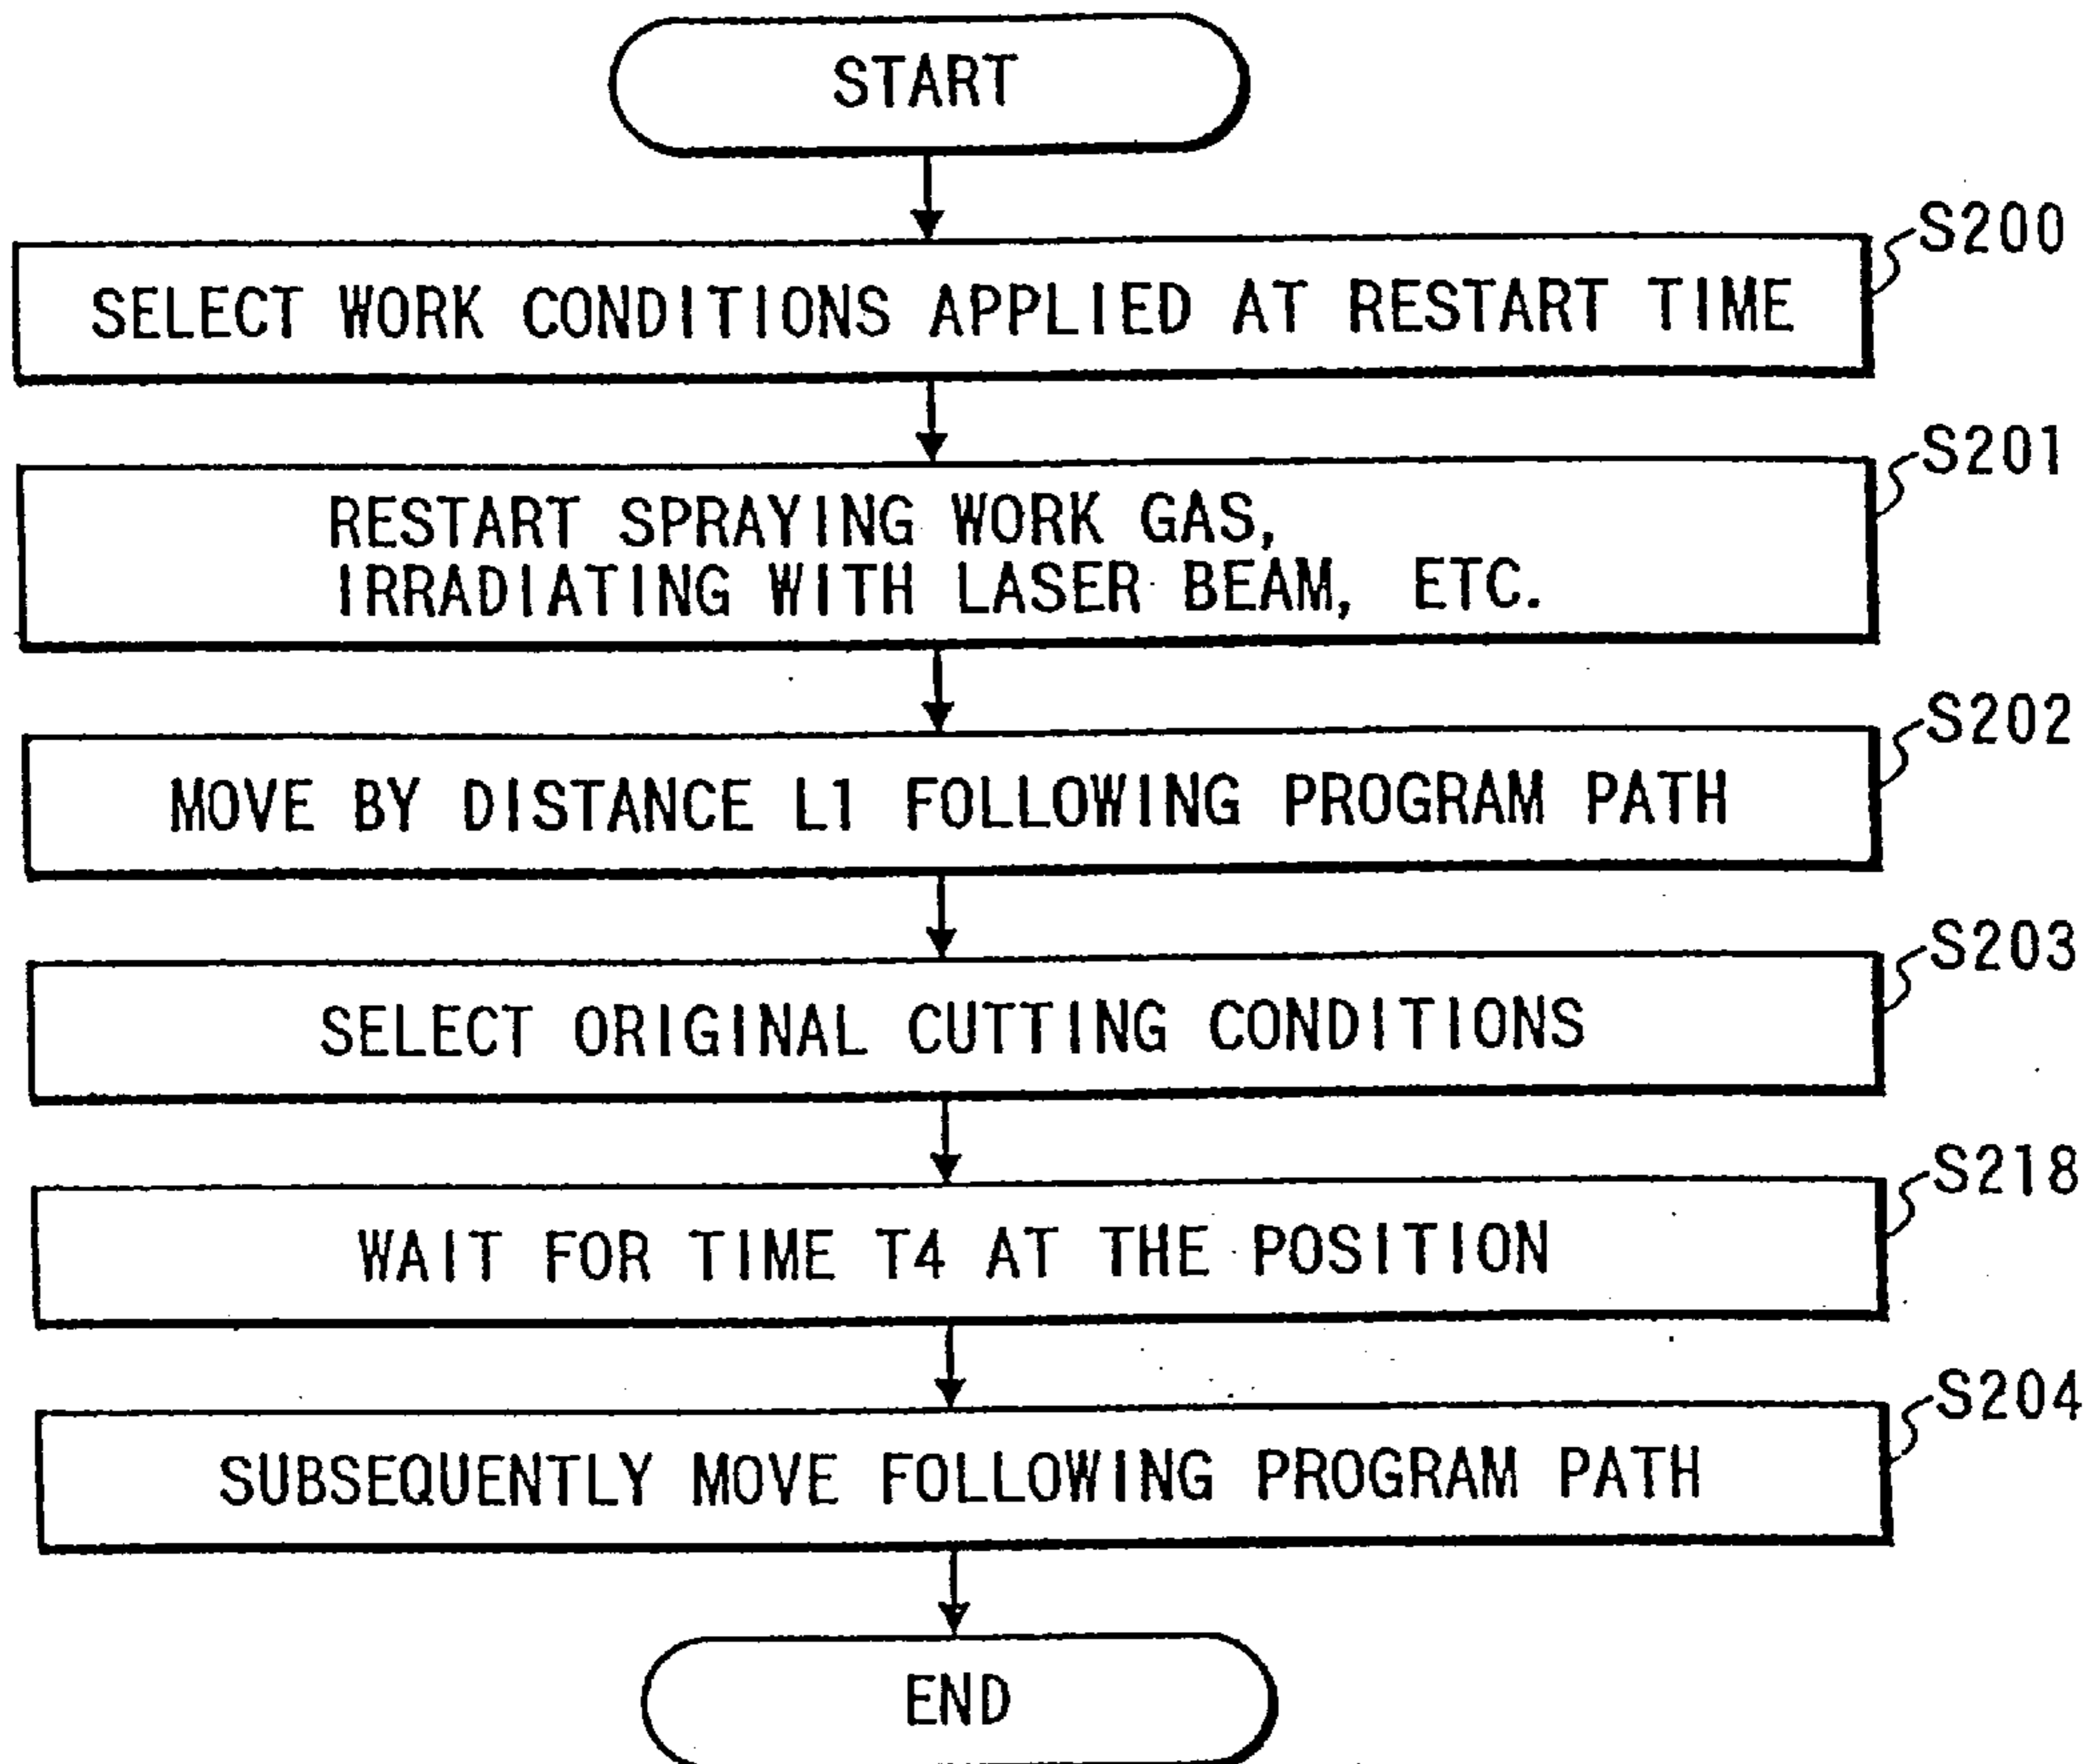 START
S200
SELECT WORK CONDITIONS APPLIED AT RESTART TIME
S201
RESTART SPRAYING WORK GAS,
IRRADIATING WITH LASER BEAM, ETC.
S202
MOVE BY DISTANCE L1 FOLLOWING PROGRAM PATH
S203
SELECT ORIGINAL CUTTING CONDITIONS
S218
WAIT FOR TIME T4 AT THE POSITION
S204
SUBSEQUENTLY MOVE FOLLOWING PROGRAM PATH
END